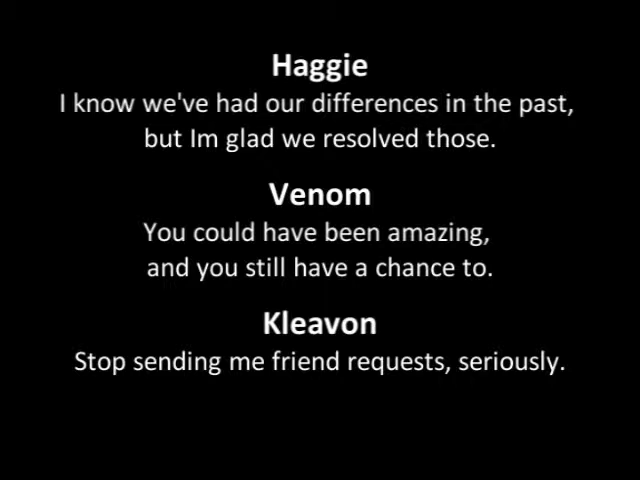 Haggie
I know we've had our differences in the past,
but Im glad we resolved those.
Venom
You could have been amazing,
and you still have a chance to.
Kleavon
Stop sending me friend requests, seriously.